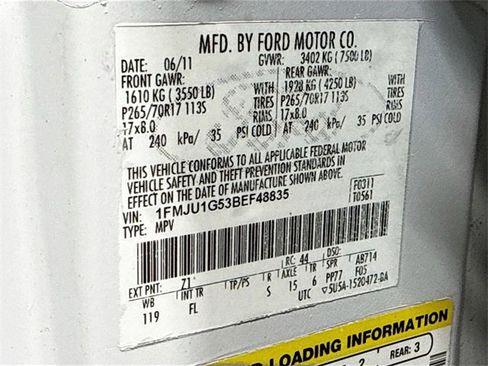 MFD. BY FORD MOTOR CO.
DATE: 06/11 GVWR: 3402 KG ( 7500 LB)
FRONT GAWR: REAR GAWR:
1610 KG ( 3550 LB) WITH 1928 KG ( 4250 LB) WITH
P265/70R17 113S TIRES P265/70R17 113S TIRES
17x8.0 RIMS 17x8.0 RIMS
AT 240 kPa/ 35 PSI COLD AT 240 kPa/ 35 PSI COLD
THIS VEHICLE CONFORMS TO ALL APPLICABLE FEDERAL MOTOR
VEHICLE SAFETY AND THEFT PREVENTION STANDARDS IN
EFFECT ON THE DATE OF MANUFACTURE SHOWN ABOVE.
VIN: 1FMJU1G53BEF48835 F0311
TYPE: MPV T0561
EXT PNT: Z1 RC: 44 DSO:
WB INT TR TP/PS R AXLE TR SPR AB714
119 FL S 15 6 PP77 F05
UTC 5U5A-1520472-BA
LOADING INFORMATION
2 REAR: 3